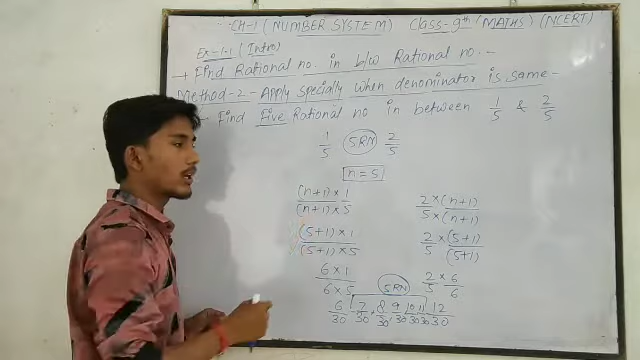 CH-1 (NUMBER SYSTEM) Class-9th (MATHS) (NCERT)
Ex-1.1 (Intro)
→ Find Rational no. in b/w Rational no. -
Method-2 - Apply specially when denominator is same -
- Find Five Rational no in between 1/5 & 2/5
1/5 5RN 2/5
n=5
(n+1)×1/(n+1)×5 2×(n+1)/5×(n+1)
(5+1)×1/(5+1)×5 2/5×(5+1)/(5+1)
6×1/6×5 5RN 2/5×6/6
6/30 7/30 8/30 9/30 10/30 11/30 12/30